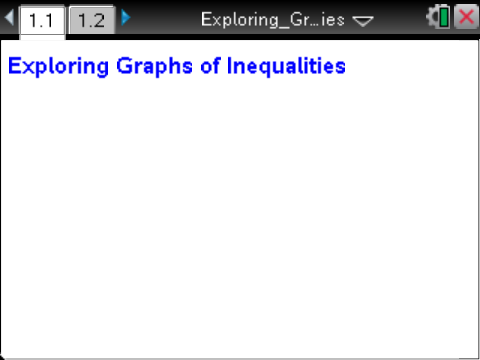 1.1 1.2 Exploring_Gr...ies
Exploring Graphs of Inequalities